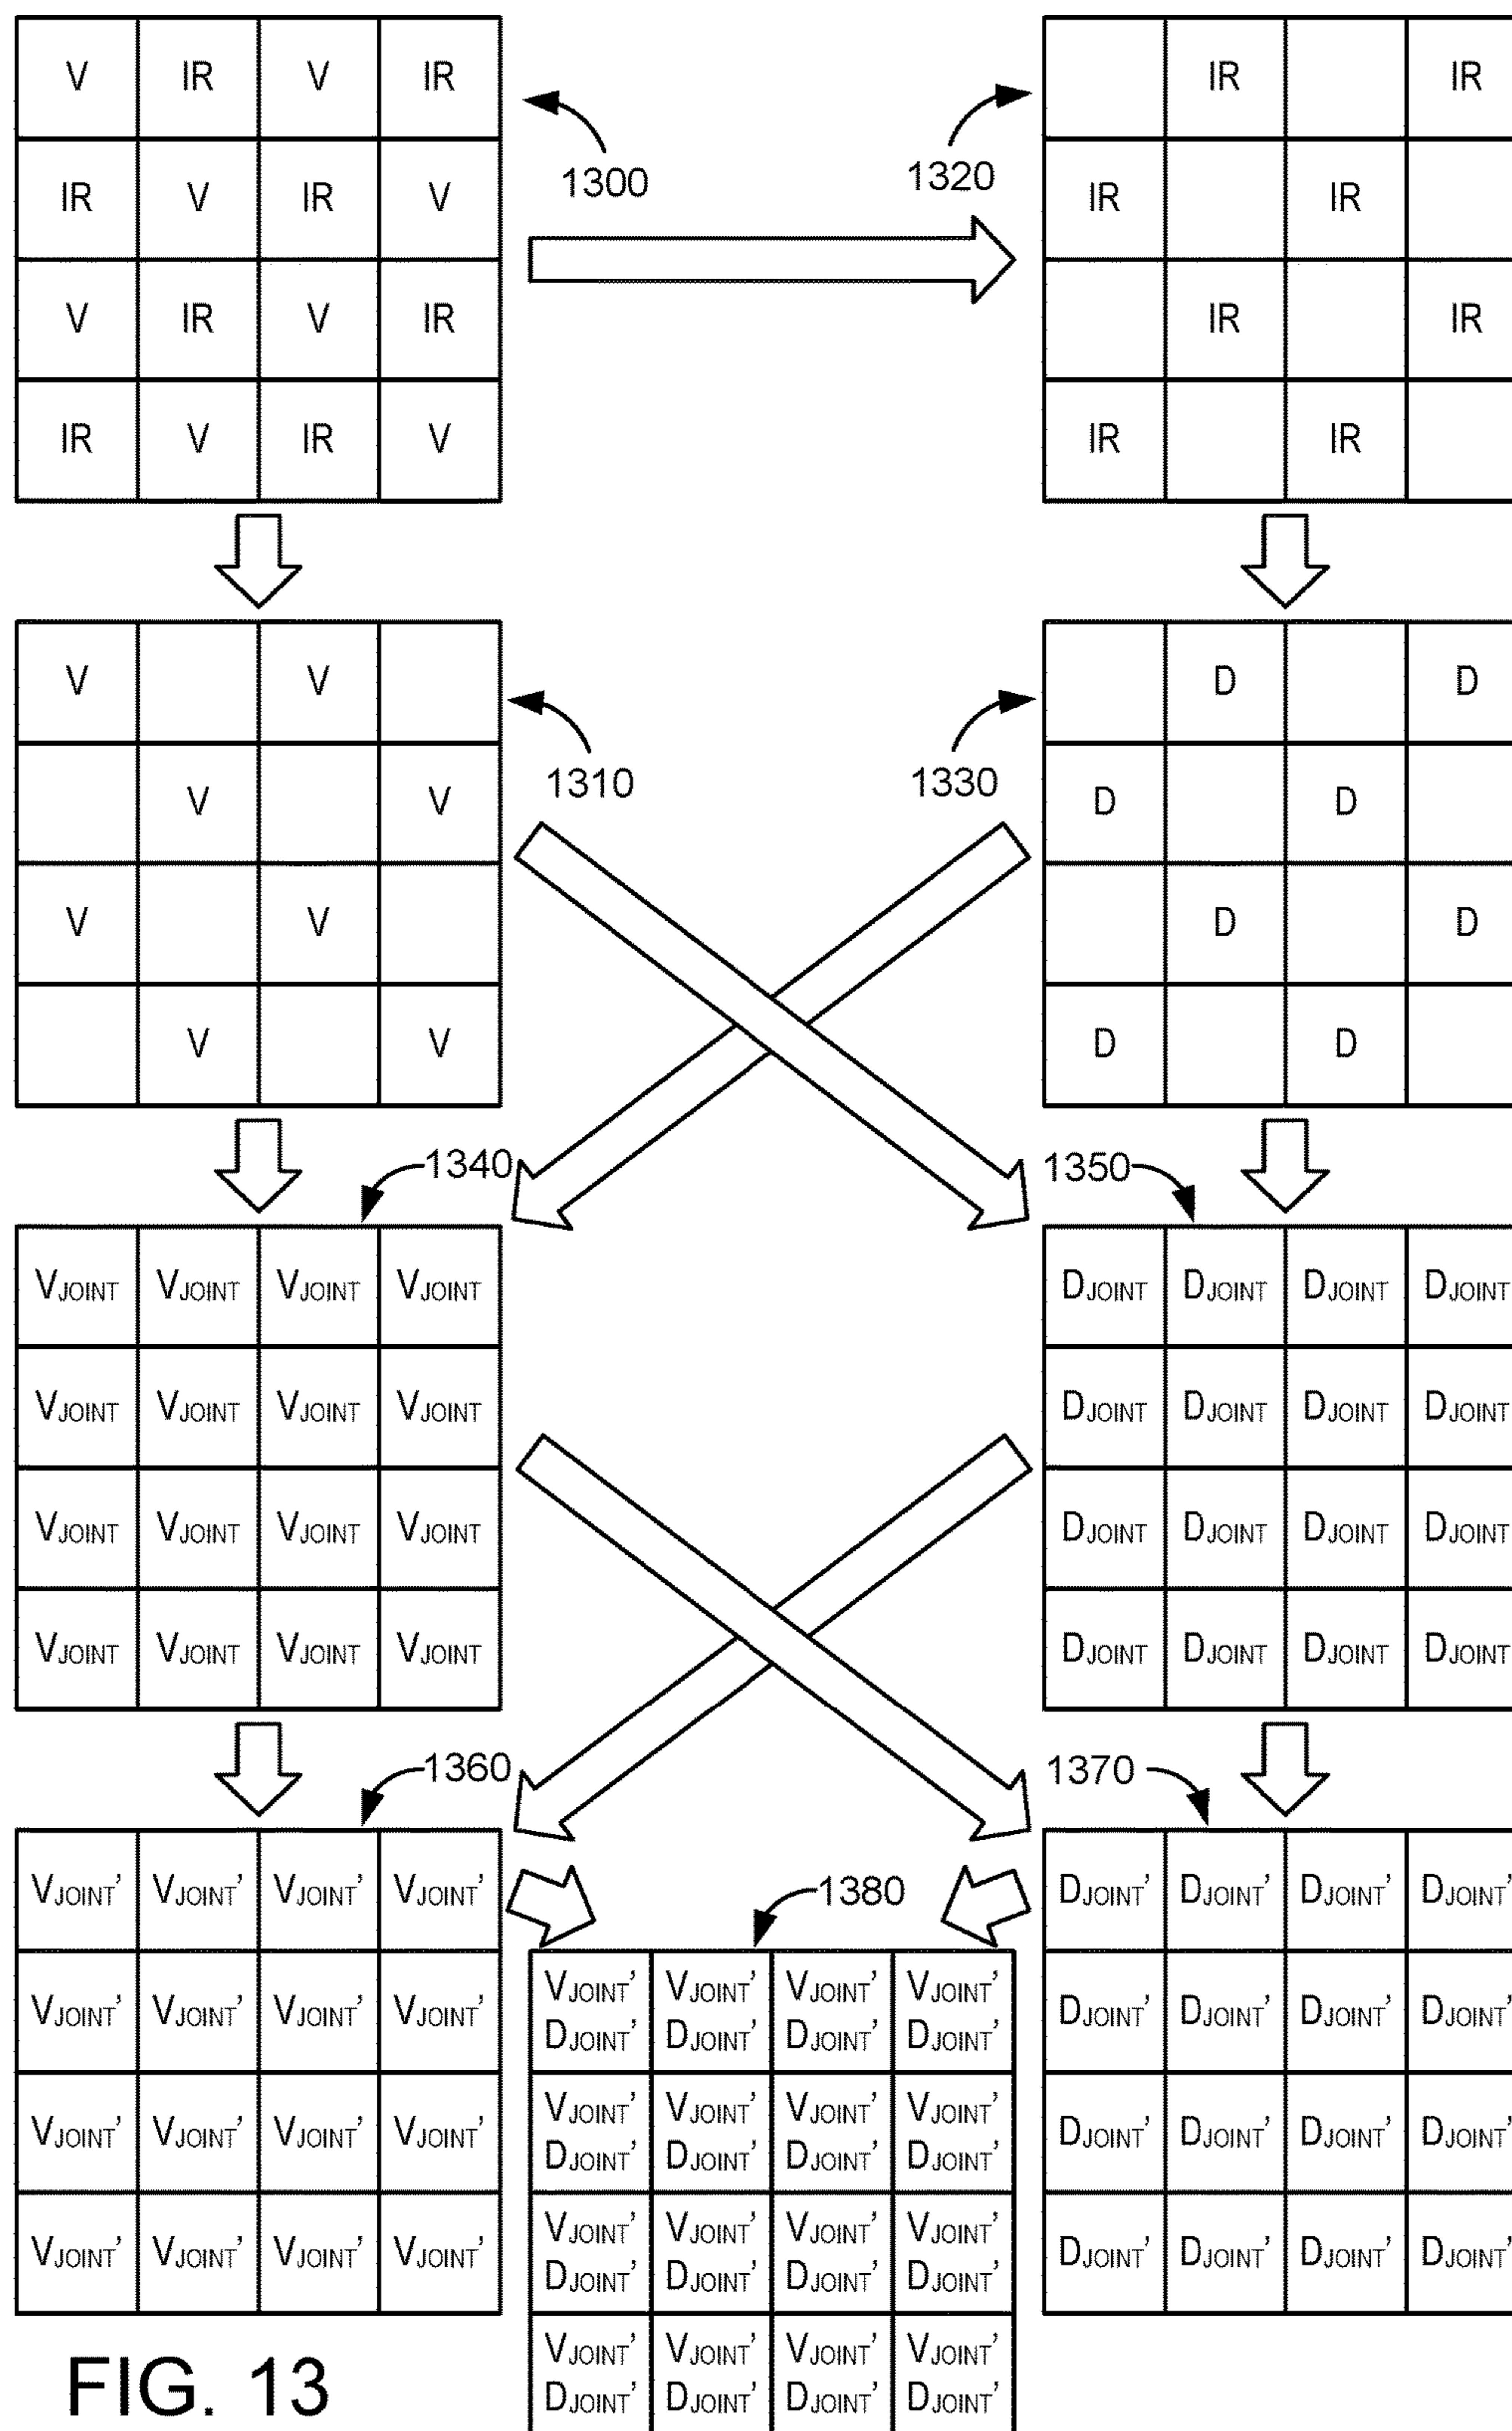 V IR V IR
IR V IR V
V IR V IR
IR V IR V
1300
1320
IR IR
IR IR
IR IR
IR IR
V V
V V
V V
V V
1310
1330
D D
D D
D D
D D
1340
1350
VJOINT VJOINT VJOINT VJOINT
VJOINT VJOINT VJOINT VJOINT
VJOINT VJOINT VJOINT VJOINT
VJOINT VJOINT VJOINT VJOINT
DJOINT DJOINT DJOINT DJOINT
DJOINT DJOINT DJOINT DJOINT
DJOINT DJOINT DJOINT DJOINT
DJOINT DJOINT DJOINT DJOINT
1360
1370
VJOINT' VJOINT' VJOINT' VJOINT'
VJOINT' VJOINT' VJOINT' VJOINT'
VJOINT' VJOINT' VJOINT' VJOINT'
VJOINT' VJOINT' VJOINT' VJOINT'
1380
VJOINT' VJOINT' VJOINT' VJOINT'
DJOINT' DJOINT' DJOINT' DJOINT'
VJOINT' VJOINT' VJOINT' VJOINT'
DJOINT' DJOINT' DJOINT' DJOINT'
VJOINT' VJOINT' VJOINT' VJOINT'
DJOINT' DJOINT' DJOINT' DJOINT'
VJOINT' VJOINT' VJOINT' VJOINT'
DJOINT' DJOINT' DJOINT' DJOINT'
DJOINT' DJOINT' DJOINT' DJOINT'
DJOINT' DJOINT' DJOINT' DJOINT'
DJOINT' DJOINT' DJOINT' DJOINT'
DJOINT' DJOINT' DJOINT' DJOINT'
FIG. 13